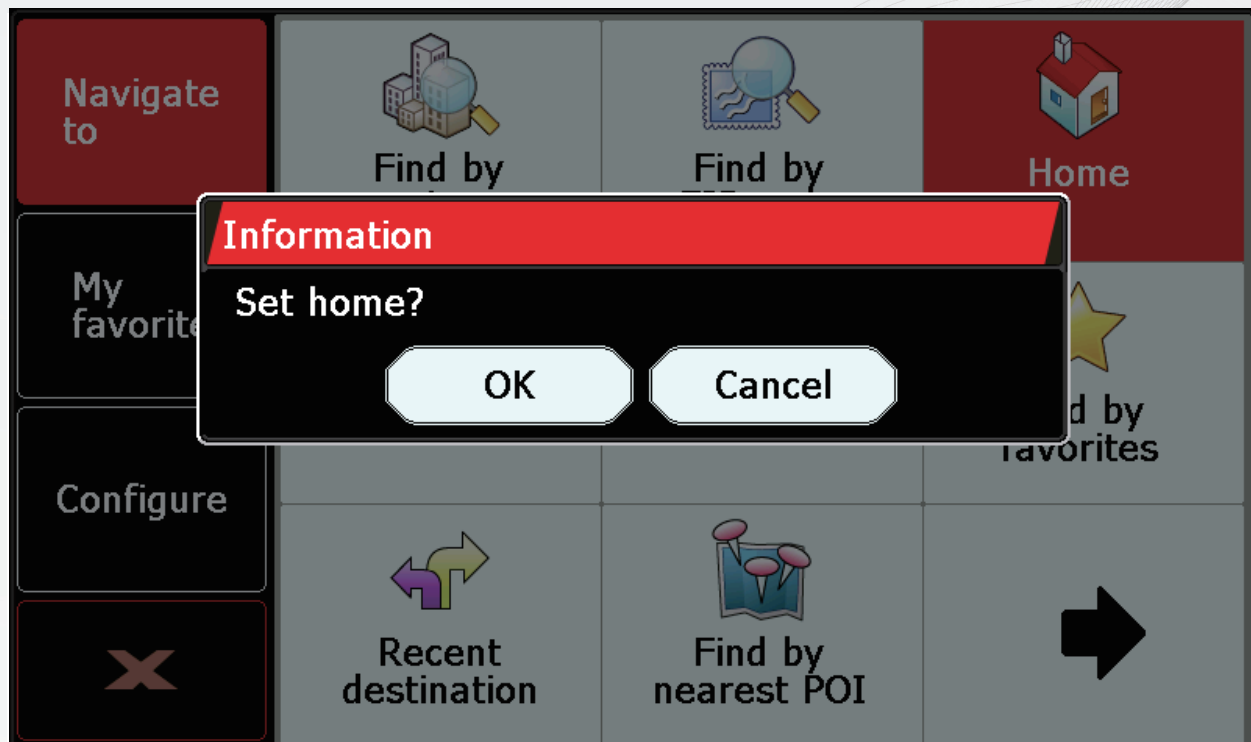 Navigate
to
Find by
Find by
Home
Information
My
Set home?
OK
Cancel
by
favorites
Configure
Recent
destination
Find by
nearest POI